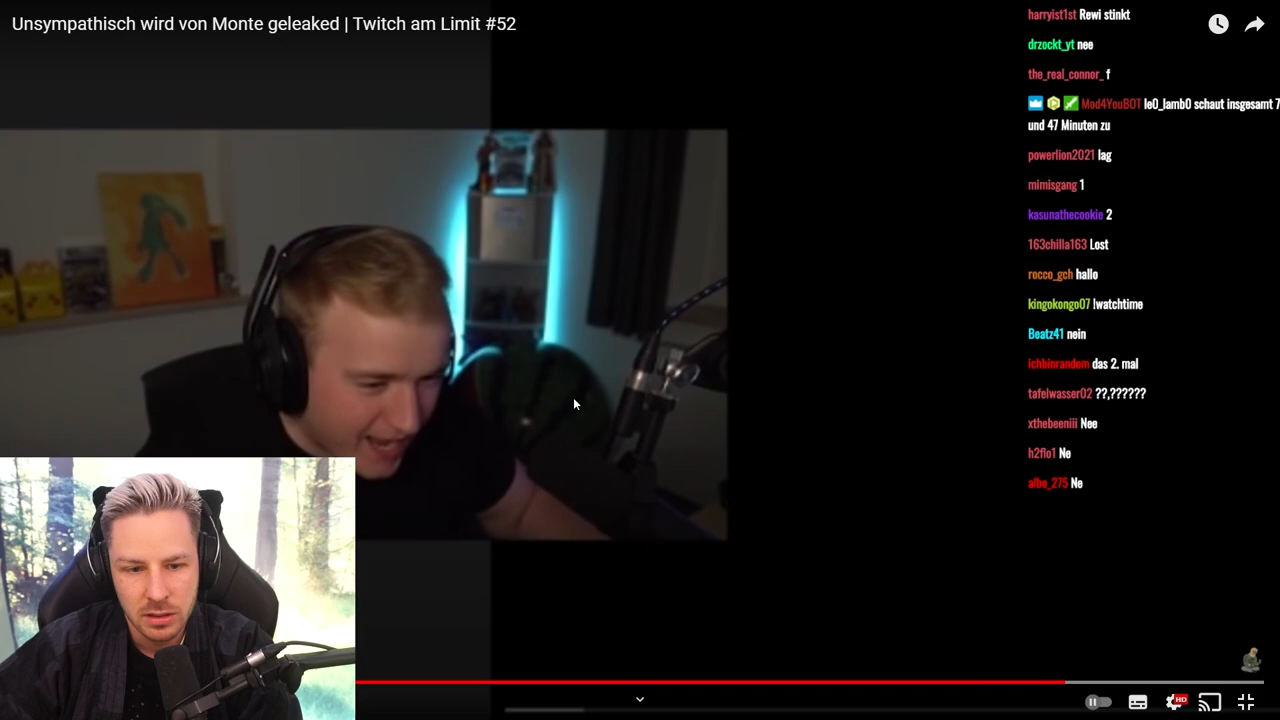 Unsympathisch wird von Monte geleaked | Twitch am Limit #52
harryist1st Rewi stinkt
drzockt_yt nee
the_real_connor_ f
Mod4YouBOT le0_lamb0 schaut insgesamt 7
und 47 Minuten zu
powerlion2021 lag
mimisgang 1
kasunathecookie 2
163chilla163 Lost
rocco_gch hallo
kingokongo07 !watchtime
Beatz41 nein
ichbinrandom das 2. mal
tafelwasser02 ??,??????
xthebeeniii Nee
h2flo1 Ne
albo_275 Ne
HD